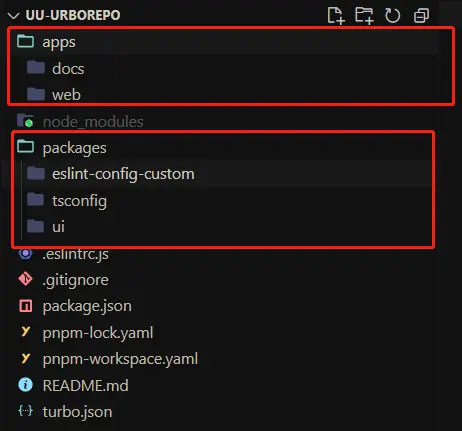 UU-URBOREPO
apps
docs
web
node_modules
packages
eslint-config-custom
tsconfig
ui
.eslintrc.js
.gitignore
package.json
pnpm-lock.yaml
pnpm-workspace.yaml
README.md
turbo.json